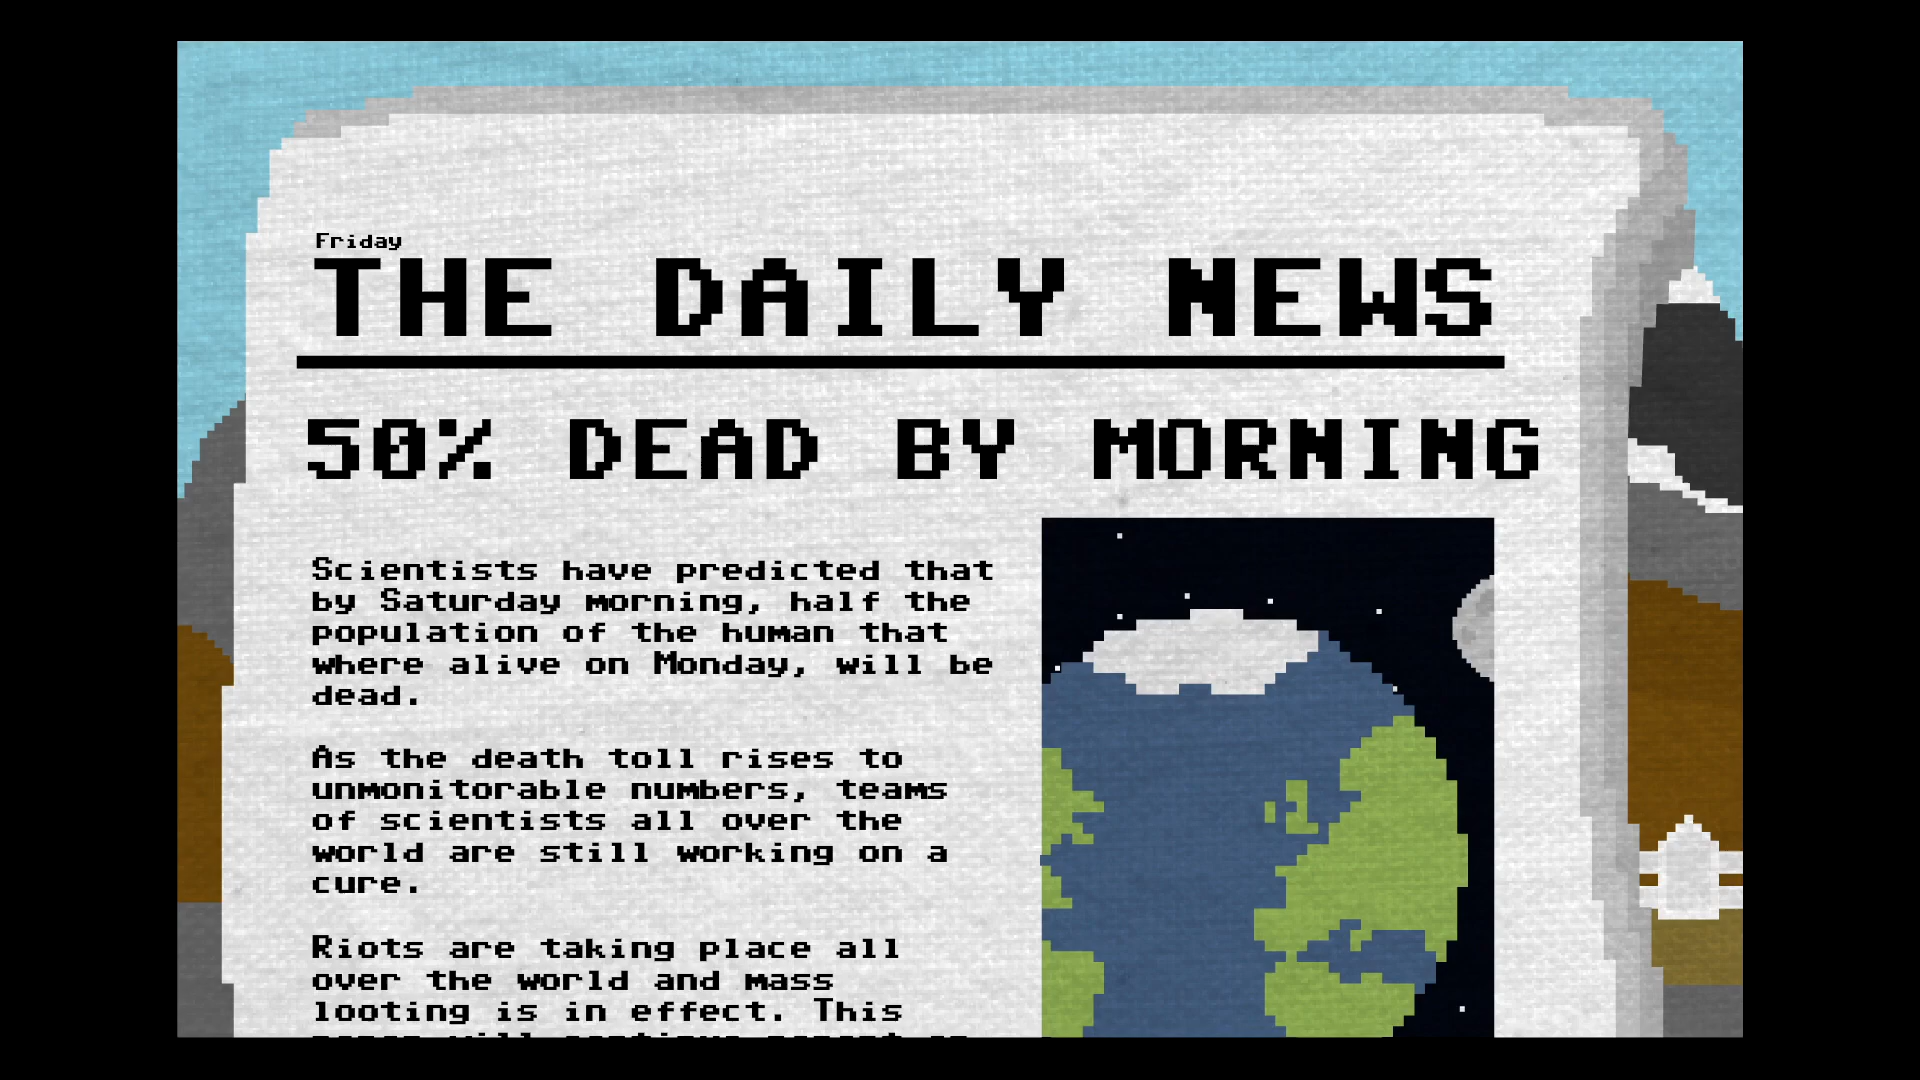 Friday
THE DAILY NEWS
50% DEAD BY MORNING
Scientists have predicted that
by Saturday morning, half the
population of the human that
where alive on Monday, will be
dead.
As the death toll rises to
unmonitorable numbers, teams
of scientists all over the
world are still working on a
cure.
Riots are taking place all
over the world and mass
looting is in effect. This